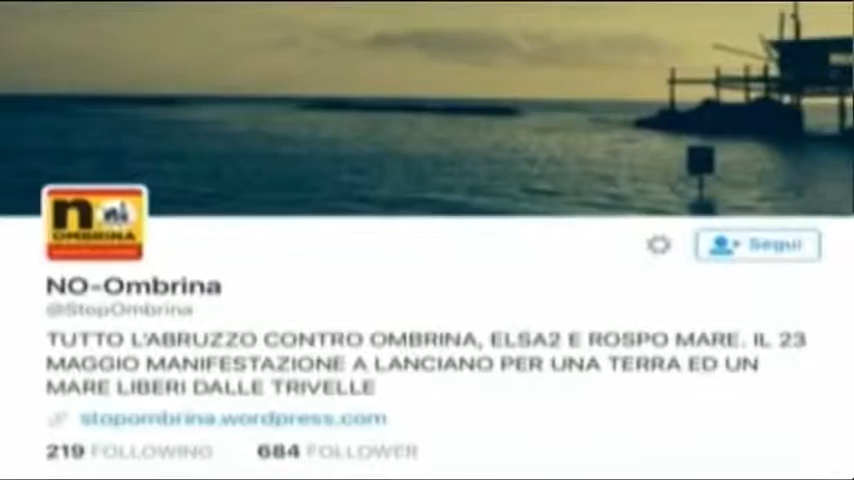 n
OMBRINA
Segui
NO-Ombrina
@StopOmbrina
TUTTO L'ABRUZZO CONTRO OMBRINA, ELSA2 E ROSPO MARE. IL 23
MAGGIO MANIFESTAZIONE A LANCIANO PER UNA TERRA ED UN
MARE LIBERI DALLE TRIVELLE
stopombrina.wordpress.com
219 FOLLOWING 684 FOLLOWER